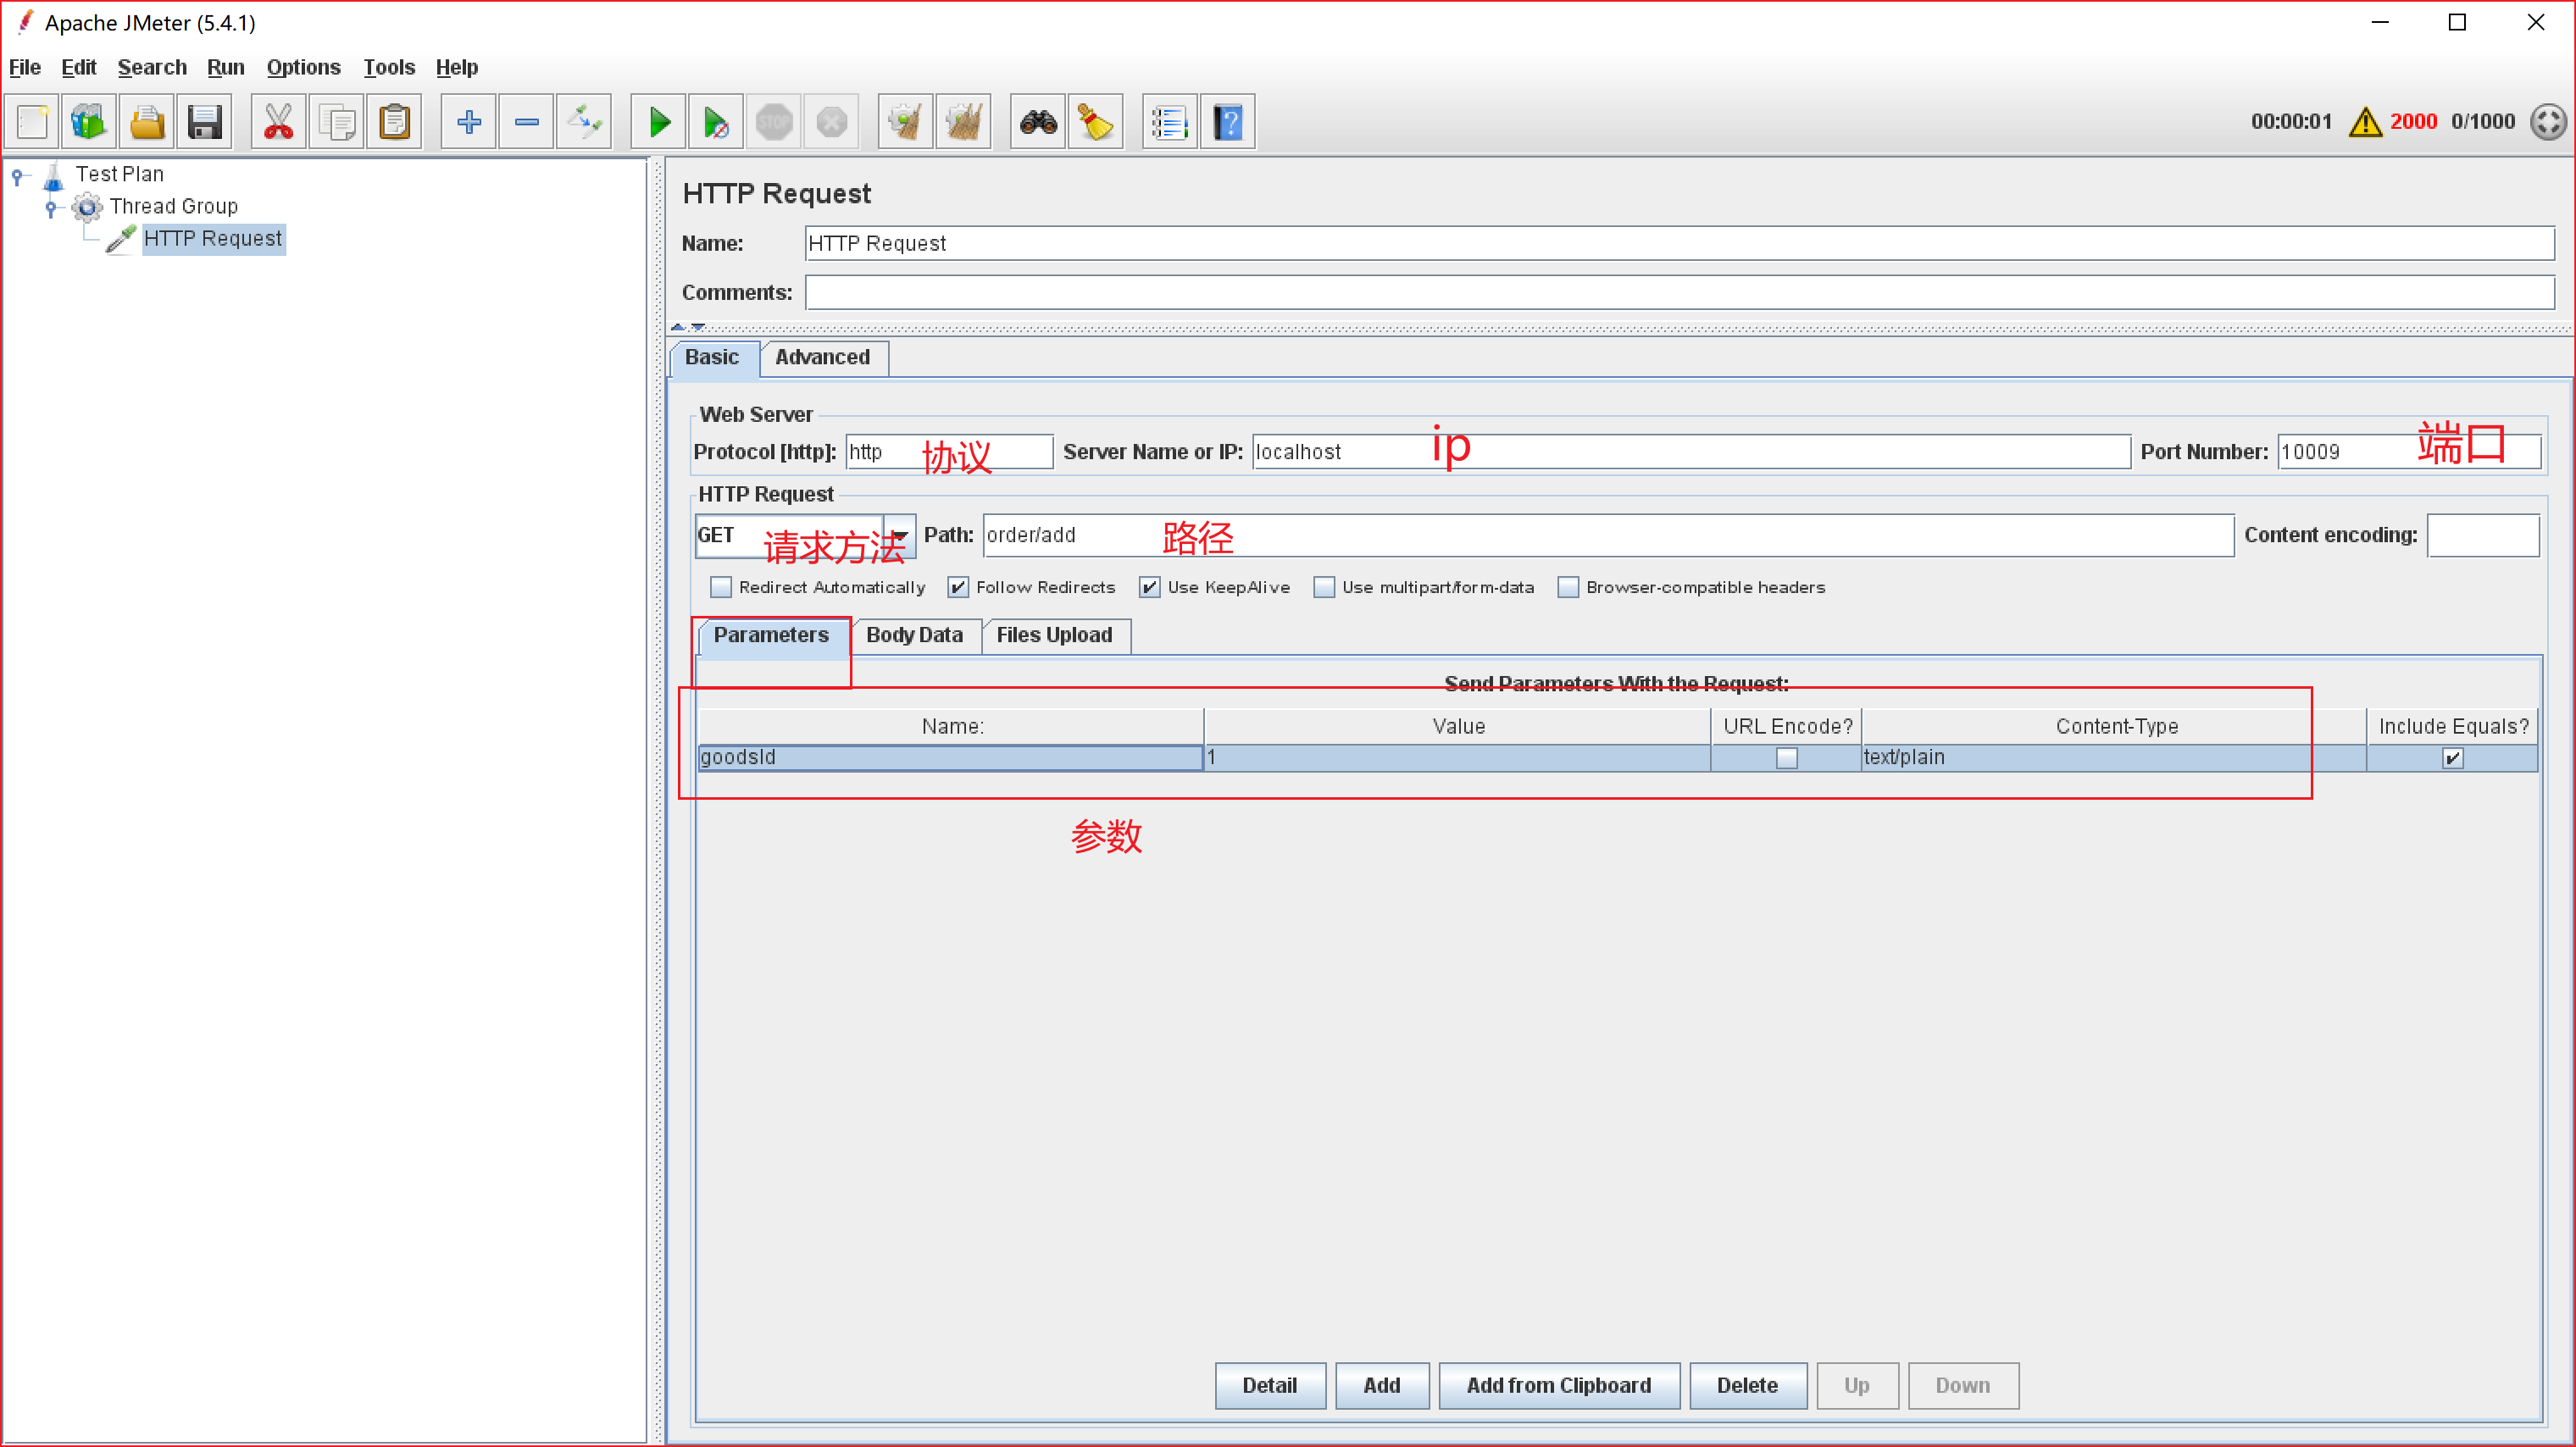 Apache JMeter (5.4.1)
File Edit Search Run Options Tools Help
STOP
00:00:01 2000 0/1000
Test Plan
Thread Group
HTTP Request
HTTP Request
Name: HTTP Request
Comments:
Basic Advanced
Web Server
Protocol [http]: http 协议 Server Name or IP: localhost ip Port Number: 10009 端口
HTTP Request
GET 请求方法 Path: order/add 路径 Content encoding:
Redirect Automatically Follow Redirects Use KeepAlive Use multipart/form-data Browser-compatible headers
Parameters Body Data Files Upload
Send Parameters With the Request:
Name: Value URL Encode? Content-Type Include Equals?
goodsId 1 text/plain
参数
Detail Add Add from Clipboard Delete Up Down